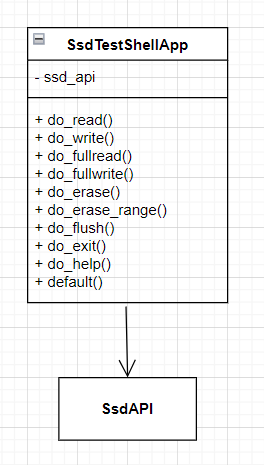 SsdTestShellApp
- ssd_api
+ do_read()
+ do_write()
+ do_fullread()
+ do_fullwrite()
+ do_erase()
+ do_erase_range()
+ do_flush()
+ do_exit()
+ do_help()
+ default()
SsdAPI